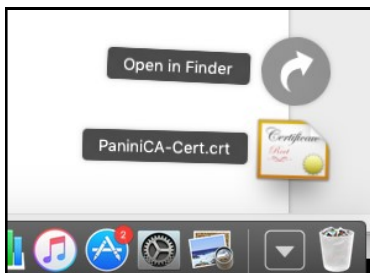 Open in Finder
PaniniCA-Cert.crt
Certificate
Root
2